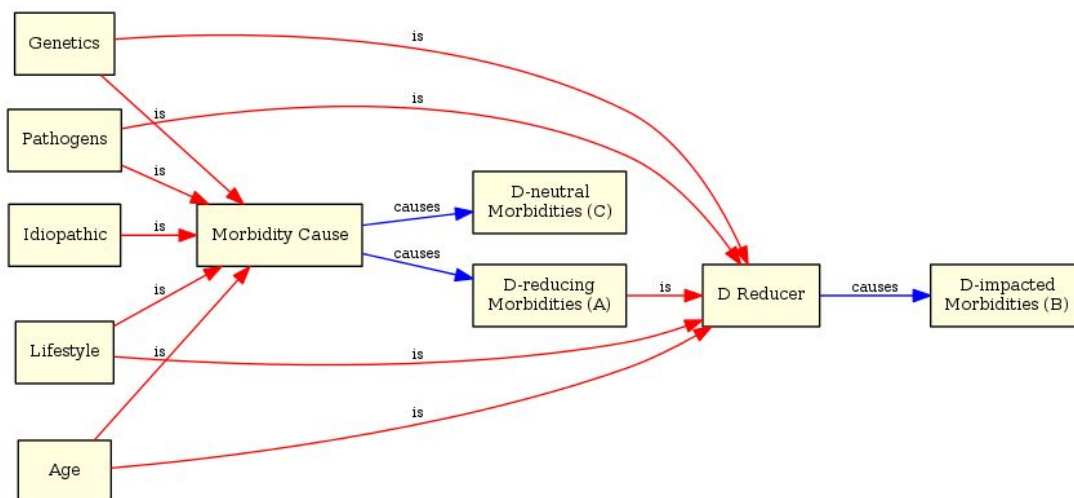 Genetics
is
is
Pathogens
is
is
Idiopathic
is
Morbidity Cause
causes
D-neutral
Morbidities (C)
causes
D-reducing
Morbidities (A)
is
D Reducer
causes
D-impacted
Morbidities (B)
Lifestyle
is
is
Age
is
is